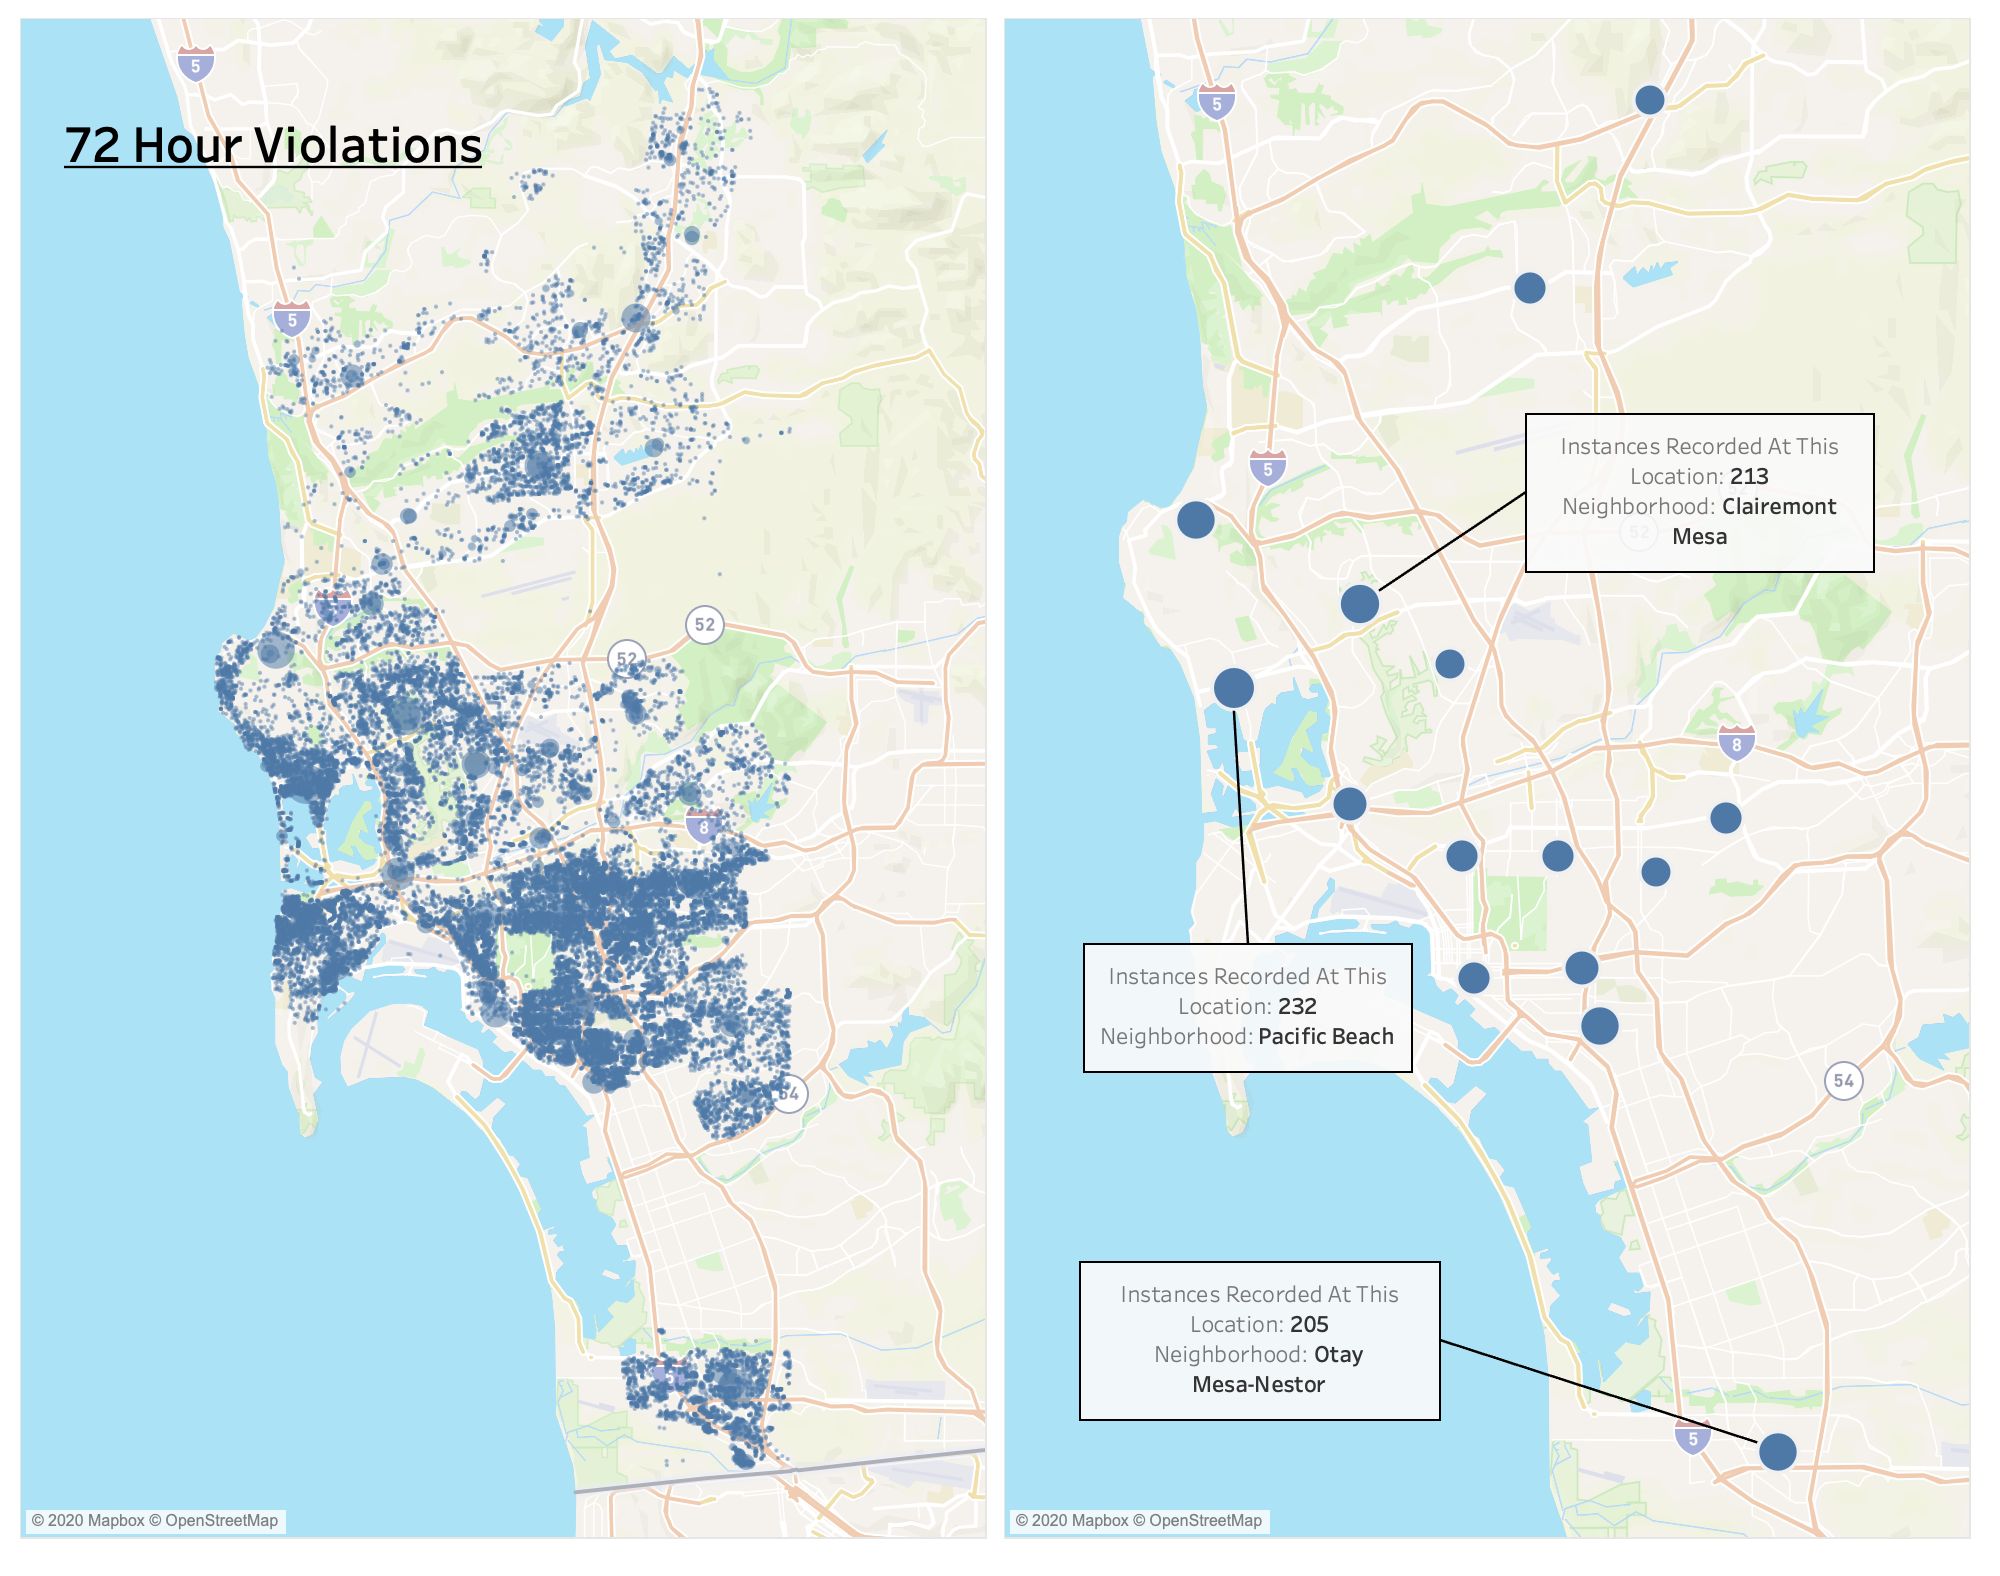 5
72 Hour Violations
5
52
52
8
54
5
© 2020 Mapbox © OpenStreetMap
5
5
Instances Recorded At This
Location: 213
Neighborhood: Clairemont
Mesa
52
8
Instances Recorded At This
Location: 232
Neighborhood: Pacific Beach
54
Instances Recorded At This
Location: 205
Neighborhood: Otay
Mesa-Nestor
5
© 2020 Mapbox © OpenStreetMap